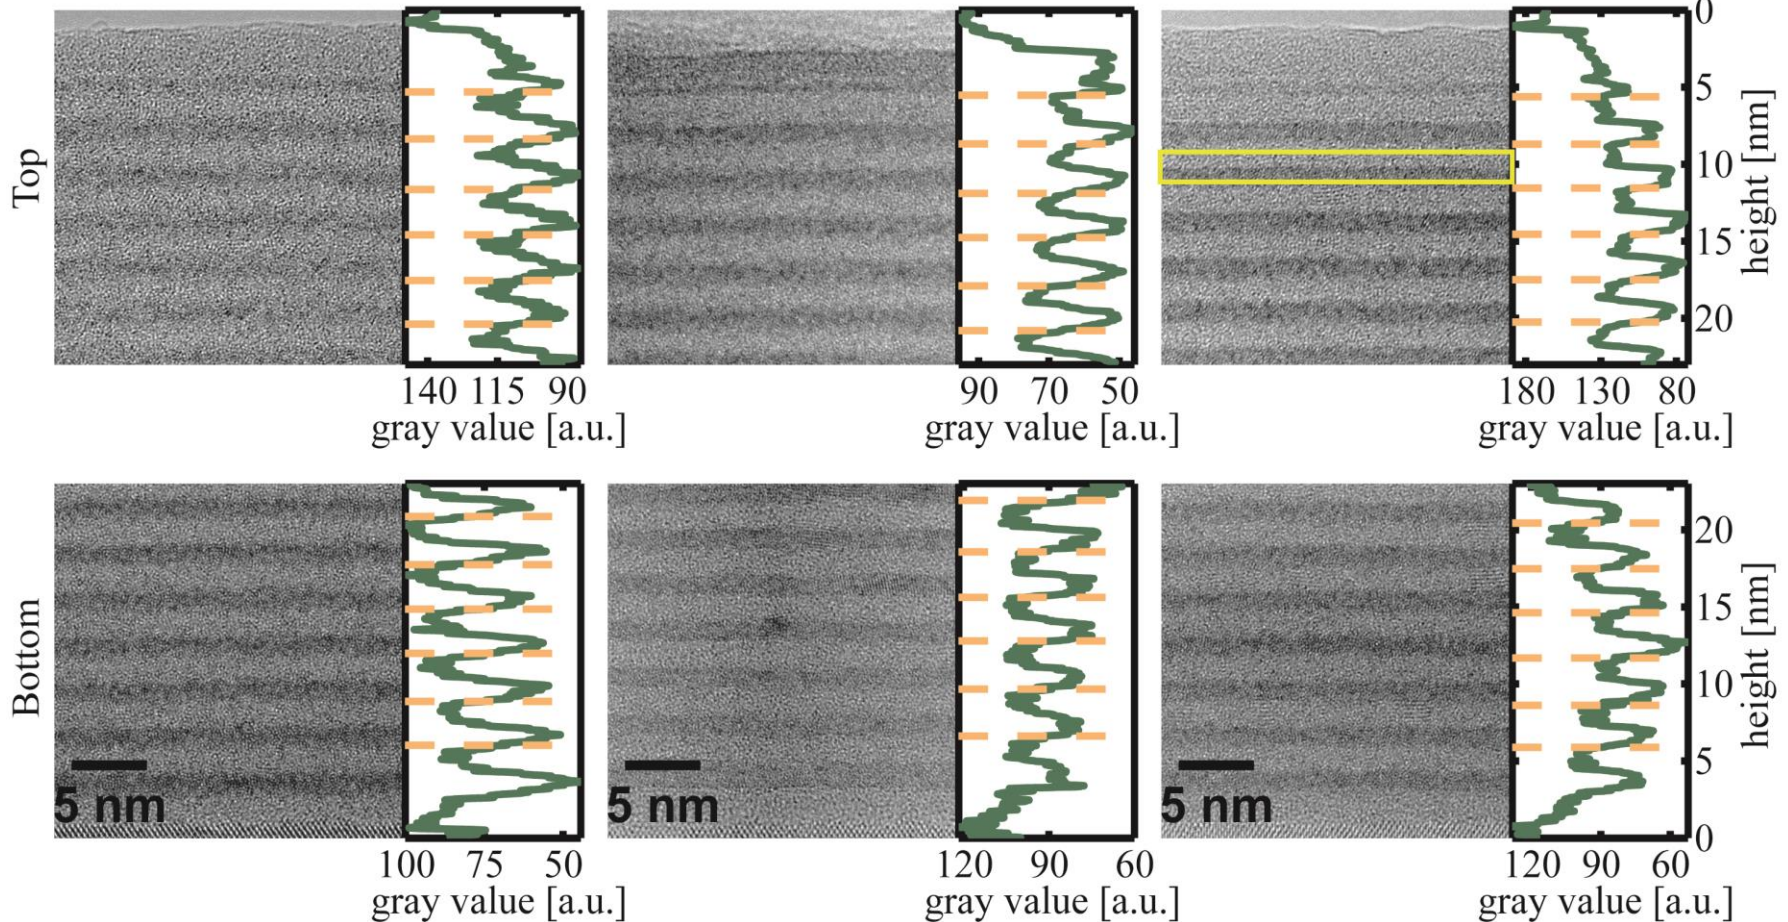 Top
0
5
10
15
20
height [nm]
140 115 90
90 70 50
180 130 80
gray value [a.u.]
gray value [a.u.]
gray value [a.u.]
Bottom
5 nm
5 nm
5 nm
20
15
10
5
0
height [nm]
100 75 50
120 90 60
120 90 60
gray value [a.u.]
gray value [a.u.]
gray value [a.u.]